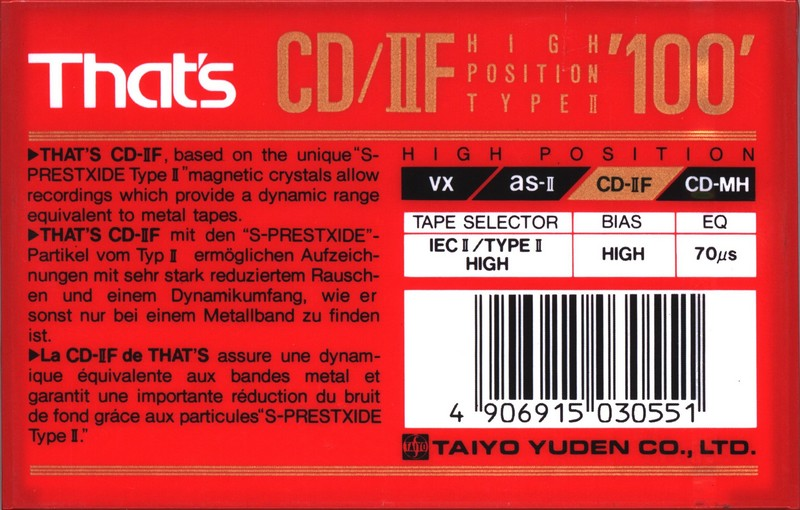 That's CD/IIF HIGH POSITION TYPE II '100'
▶THAT'S CD-IIF, based on the unique "S-
PRESTXIDE Type II" magnetic crystals allow
recordings which provide a dynamic range
equivalent to metal tapes.
▶THAT'S CD-IIF mit den "S-PRESTXIDE"-
Partikel vom Typ II ermöglichen Aufzeich-
nungen mit sehr stark reduziertem Rausch-
en und einem Dynamikumfang, wie er
sonst nur bei einem Metallband zu finden
ist.
▶La CD-IIF de THAT'S assure une dynam-
ique équivalente aux bandes metal et
garantit une importante réduction du bruit
de fond gráce aux particules "S-PRESTXIDE
Type II."
HIGH POSITION
VX as-II CD-IIF CD-MH
TAPE SELECTOR BIAS EQ
IEC II/TYPE II HIGH 70μs
HIGH
4 906915 030551
TAIYO TAIYO YUDEN CO., LTD.